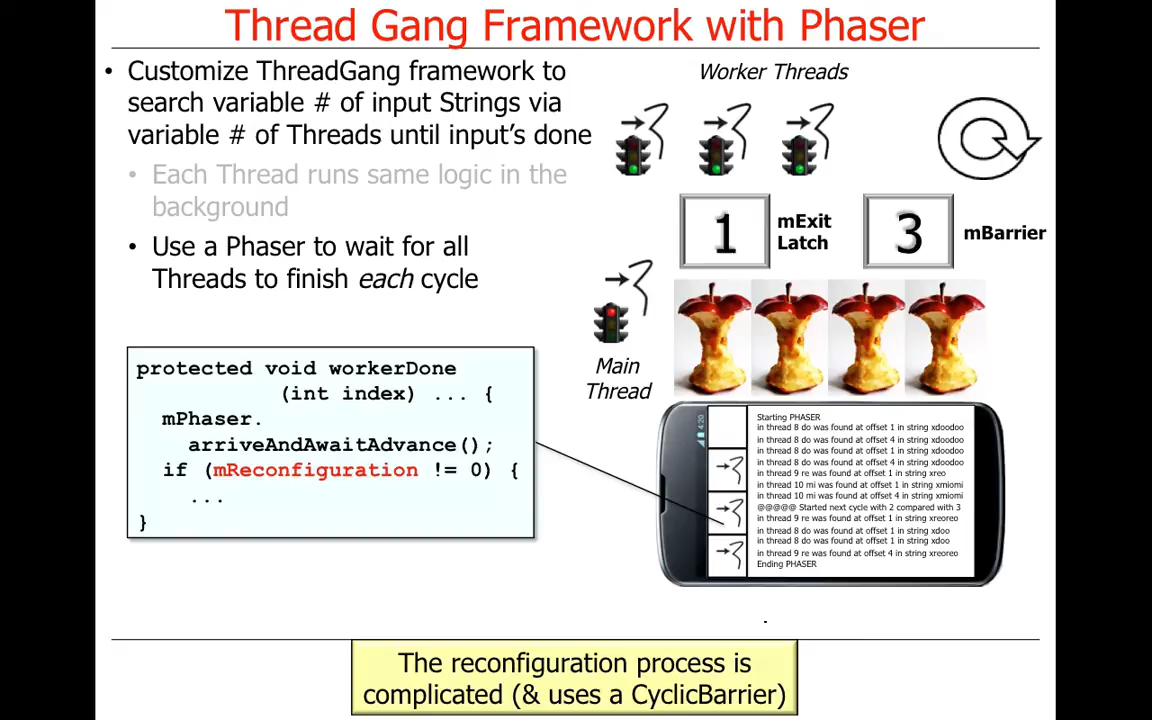 Thread Gang Framework with Phaser
• Customize ThreadGang framework to
search variable # of input Strings via
variable # of Threads until input's done
• Each Thread runs same logic in the
background
• Use a Phaser to wait for all
Threads to finish each cycle
protected void workerDone
(int index) ... {
mPhaser.
arriveAndAwaitAdvance();
if (mReconfiguration != 0) {
...
}
Worker Threads
1
mExit
Latch
3
mBarrier
Main
Thread
4:20
Starting PHASER
in thread 8 do was found at offset 1 in string xdoodoo
in thread 8 do was found at offset 4 in string xdoodoo
in thread 8 do was found at offset 1 in string xdoodoo
in thread 8 do was found at offset 4 in string xdoodoo
in thread 9 re was found at offset 1 in string xreo
in thread 10 mi was found at offset 1 in string xmiomi
in thread 10 mi was found at offset 4 in string xmiomi
@@@@@ Started next cycle with 2 compared with 3
in thread 9 re was found at offset 1 in string xreoreo
in thread 8 do was found at offset 1 in string xdoo
in thread 8 do was found at offset 1 in string xdoo
in thread 9 re was found at offset 4 in string xreoreo
Ending PHASER
The reconfiguration process is
complicated (& uses a CyclicBarrier)